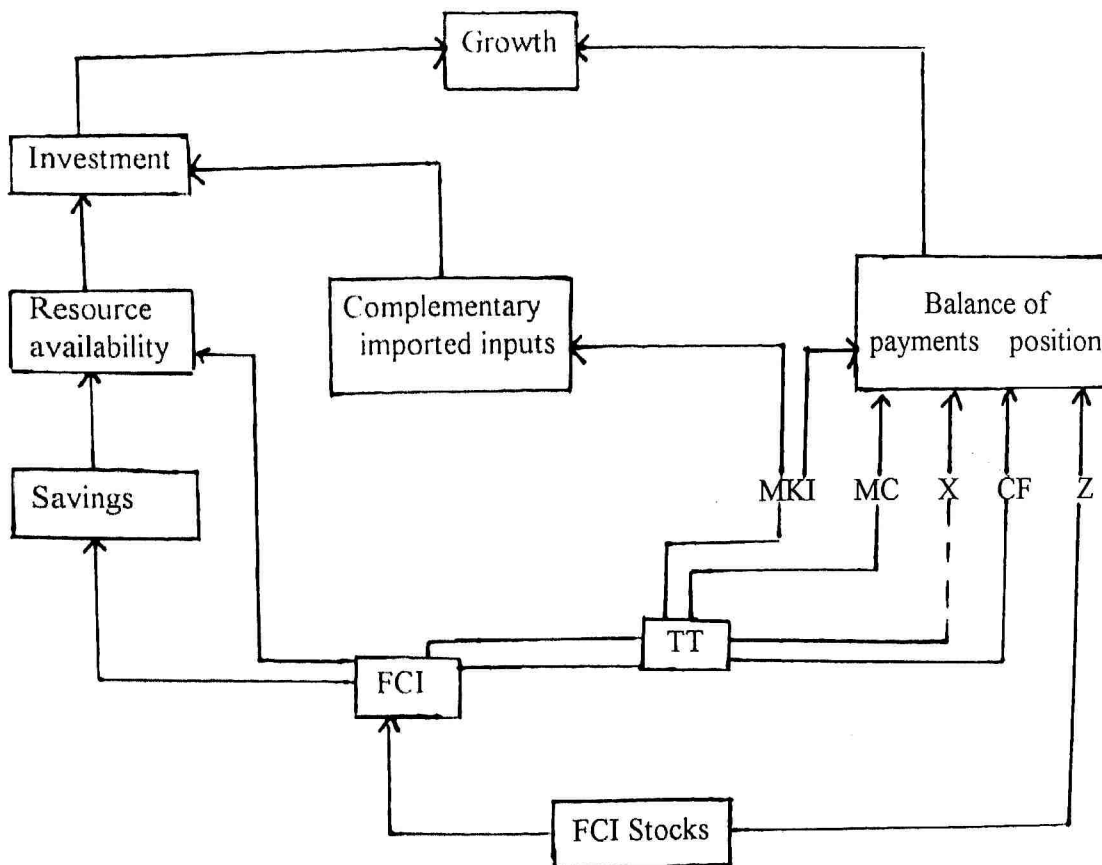 Growth
Investment
Resource
availability
Complementary
imported inputs
Balance of
payments position
Savings
MKI MC X CF Z
TT
FCI
FCI Stocks